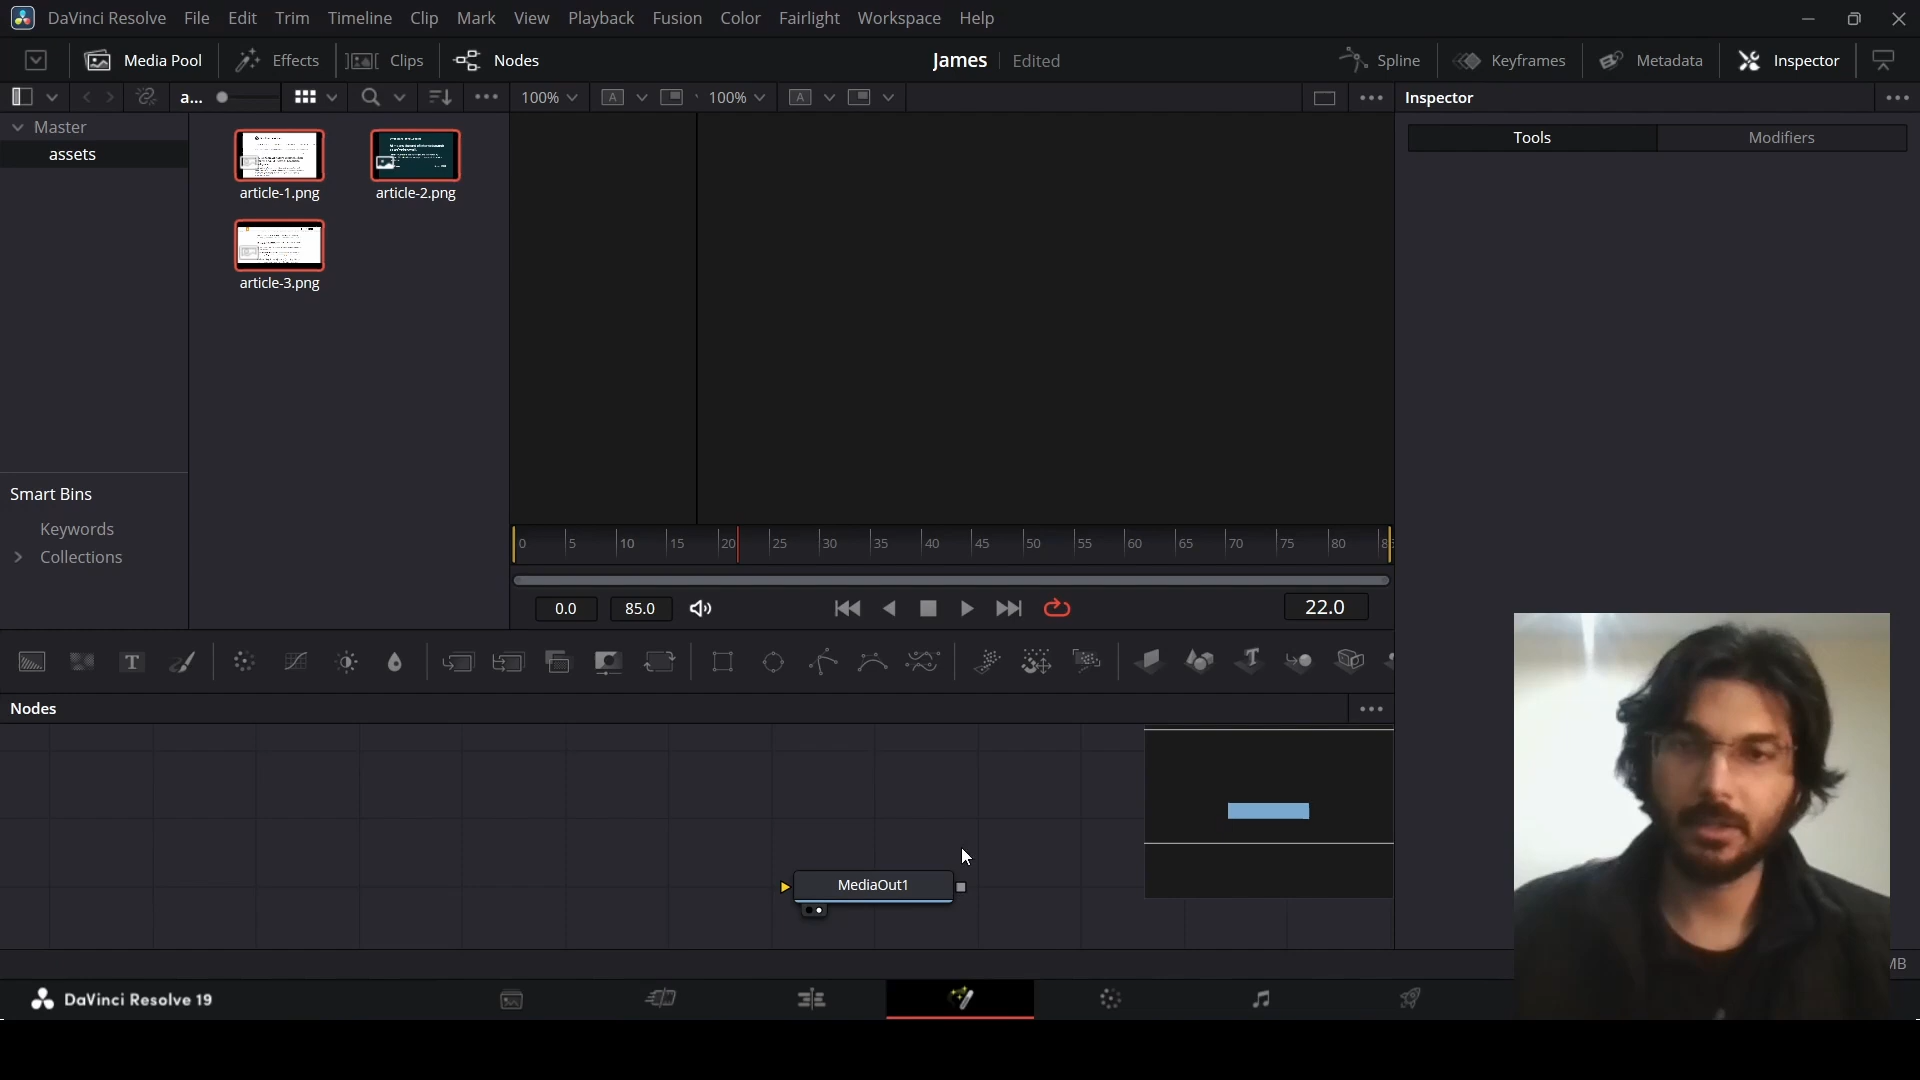 DaVinci Resolve File Edit Trim Timeline Clip Mark View Playback Fusion Color Fairlight Workspace Help
Media Pool Effects Clips Nodes James Edited Spline Keyframes Metadata Inspector
a... 100% A 100% A Inspector
Master
assets
article-1.png article-2.png
article-3.png
Tools Modifiers
Smart Bins
Keywords
Collections
0 5 10 15 20 25 30 35 40 45 50 55 60 65 70 75 80
0.0 85.0 22.0
T
Nodes
MediaOut1
MB
DaVinci Resolve 19